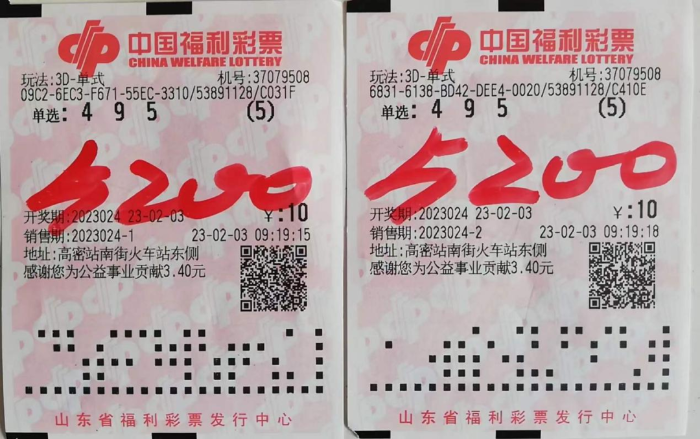 中国福利彩票
CHINA WELFARE LOTTERY
玩法:3D-单式 机号:37079508
09C2-6EC3-F671-55EC-3310/53891128/C031F
单选: 4 9 5 (5)
5200
开奖期:2023024 23-02-03 ￥:10
销售期:2023024-1 23-02-03 09:19:15
地址:高密站南街火车站东侧
感谢您为公益事业贡献3.40元
山东省福利彩票发行中心
中国福利彩票
CHINA WELFARE LOTTERY
玩法:3D-单式 机号:37079508
6831-6138-BD42-DEE4-0020/53891128/C410E
单选: 4 9 5 (5)
5200
开奖期:2023024 23-02-03 ￥:10
销售期:2023024-2 23-02-03 09:19:18
地址:高密站南街火车站东侧
感谢您为公益事业贡献3.40元
山东省福利彩票发行中心